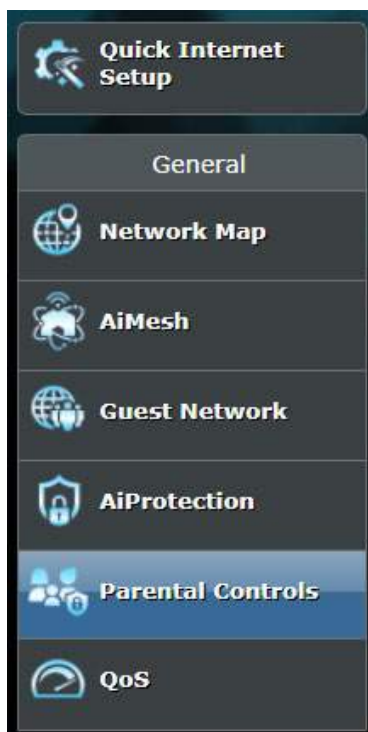 Quick Internet
Setup
General
Network Map
AiMesh
Guest Network
AiProtection
Parental Controls
QoS